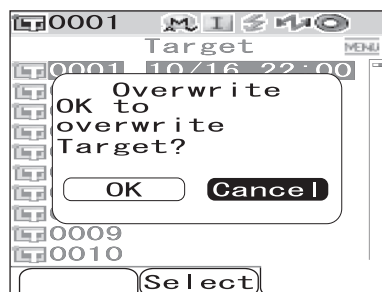 0001 M I
Target MENU
0001 10/16 22:00
Overwrite
OK to
overwrite
Target?
OK Cancel
0009
0010
Select